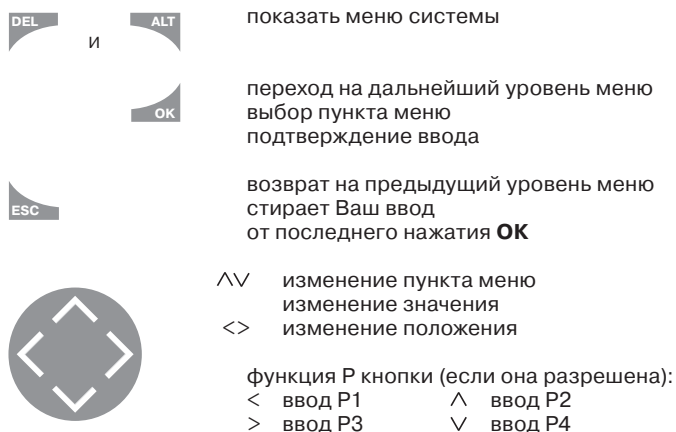 DEL ALT показать меню системы
и
переход на дальнейший уровень меню
OK выбор пункта меню
подтверждение ввода
возврат на предыдущий уровень меню
ESC стирает Ваш ввод
от последнего нажатия OK
∧∨ изменение пункта меню
изменение значения
<> изменение положения
функция Р кнопки (если она разрешена):
< ввод Р1 ∧ ввод Р2
> ввод Р3 ∨ ввод Р4